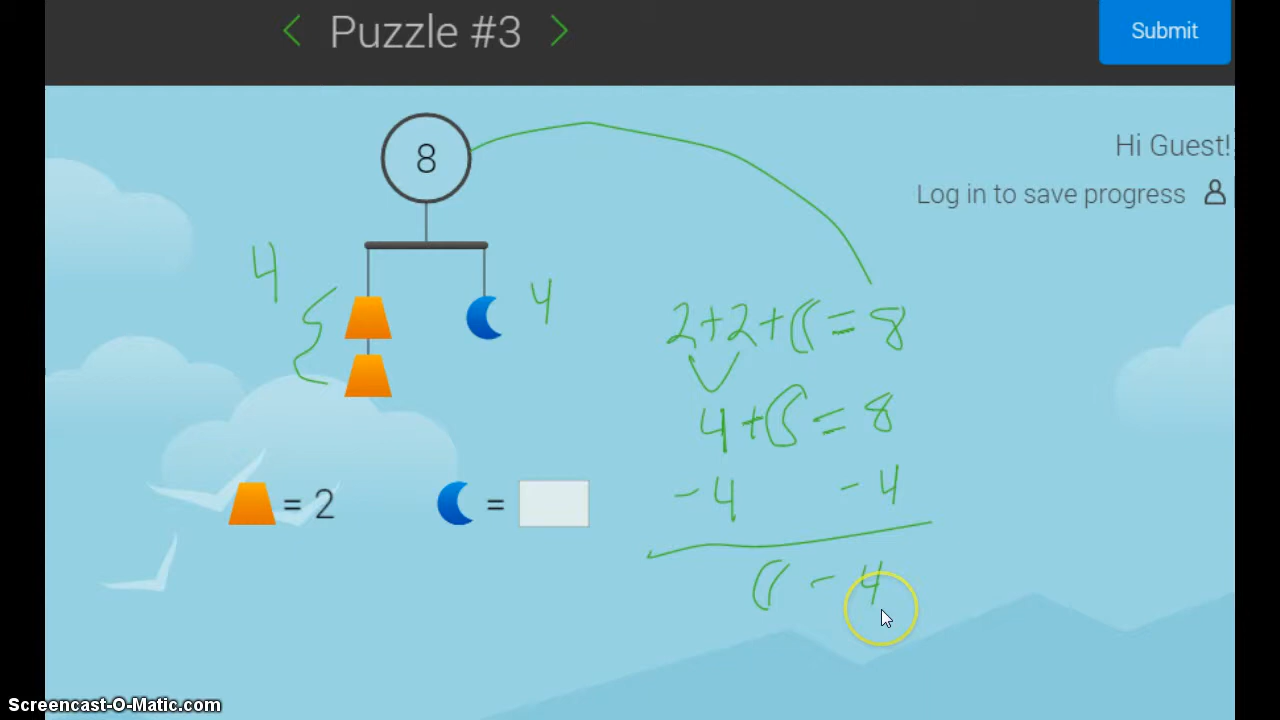 < Puzzle #3 >
Submit
8
Hi Guest!
Log in to save progress
4
4
2+2+( = 8
4+( = 8
-4 -4
( - 4
= 2
=
Screencast-O-Matic.com